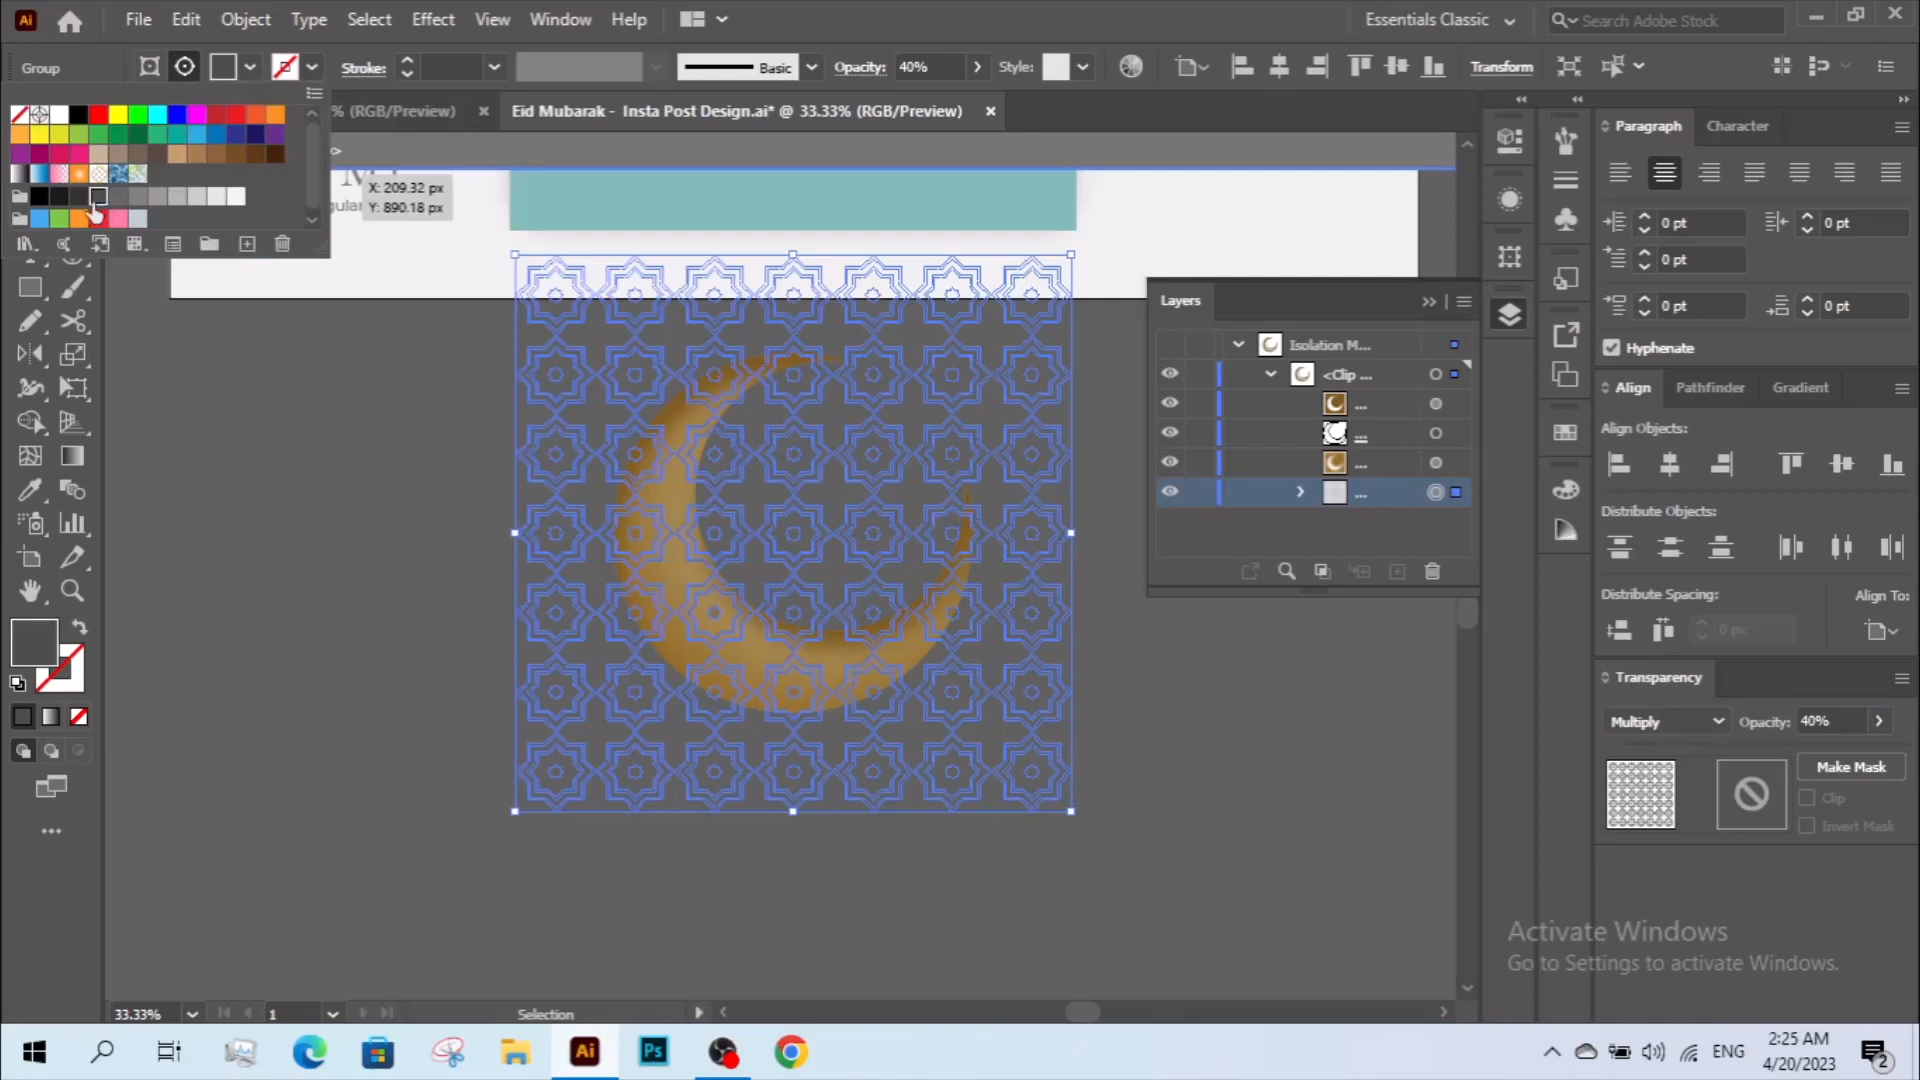 Ai File Edit Object Type Select Effect View Window Help Essentials Classic Search Adobe Stock
Group Stroke: Basic Opacity: 40% Style: Transform
% (RGB/Preview) × Eid Mubarak - Insta Post Design.ai* @ 33.33% (RGB/Preview) ×
X: 209.32 px
Y: 890.18 px
Layers
Isolation M...
<Clip ...
...
...
...
...
Paragraph Character
0 pt 0 pt
0 pt
0 pt 0 pt
Hyphenate
Align Pathfinder Gradient
Align Objects:
Distribute Objects:
Distribute Spacing: Align To:
0 px
Transparency
Multiply Opacity: 40%
Make Mask
Clip
Invert Mask
Activate Windows
Go to Settings to activate Windows.
33.33% 1 Selection
Ai Ps ENG 2:25 AM
4/20/2023 2